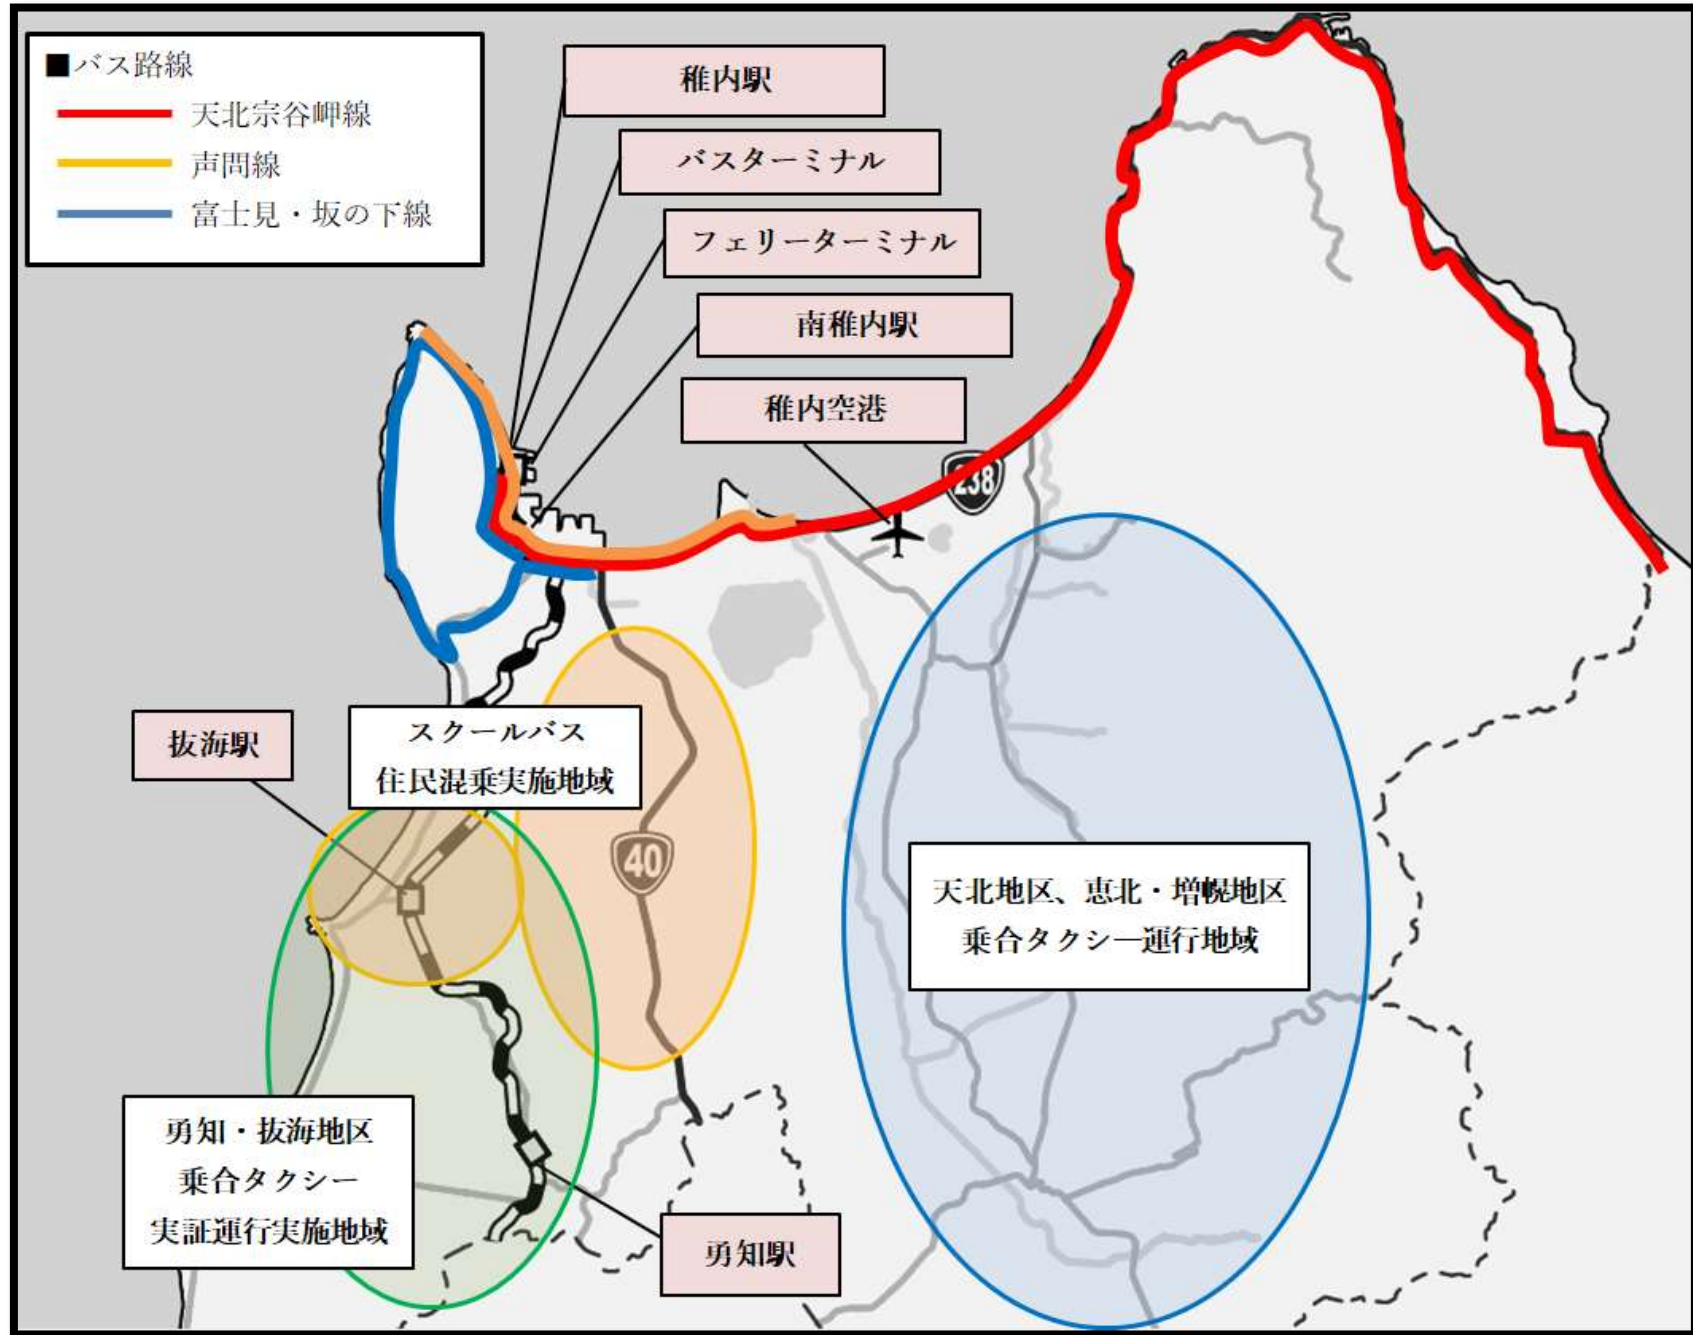 ■バス路線
天北宗谷岬線
声問線
富士見・坂の下線
稚内駅
バスターミナル
フェリーターミナル
南稚内駅
稚内空港
238
抜海駅
スクールバス
住民混乗実施地域
40
天北地区、恵北・増幌地区
乗合タクシー運行地域
勇知・抜海地区
乗合タクシー
実証運行実施地域
勇知駅